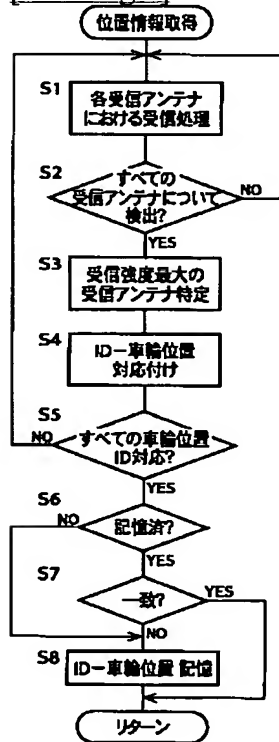 位置情報取得
S1
各受信アンテナ
における受信処理
S2
すべての
受信アンテナについて
検出?
NO
YES
S3
受信強度最大の
受信アンテナ特定
S4
ID－車輪位置
対応付け
S5
すべての車輪位置
ID対応?
NO
YES
S6
記憶済?
NO
YES
S7
一致?
YES
NO
S8
ID－車輪位置 記憶
リターン